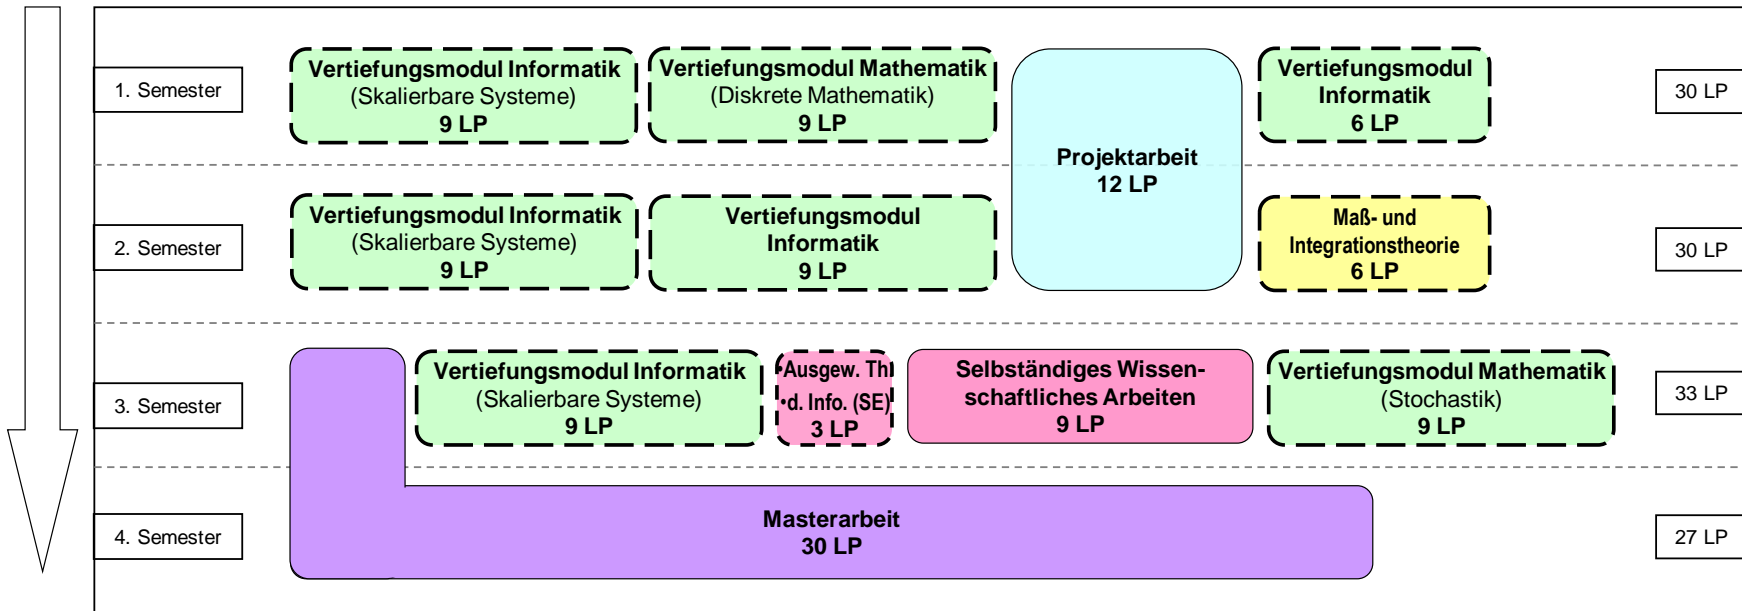 1. Semester
Vertiefungsmodul Informatik
(Skalierbare Systeme)
9 LP
Vertiefungsmodul Mathematik
(Diskrete Mathematik)
9 LP
Projektarbeit
12 LP
Vertiefungsmodul
Informatik
6 LP
30 LP
2. Semester
Vertiefungsmodul Informatik
(Skalierbare Systeme)
9 LP
Vertiefungsmodul
Informatik
9 LP
Maß- und
Integrationstheorie
6 LP
30 LP
3. Semester
Vertiefungsmodul Informatik
(Skalierbare Systeme)
9 LP
•Ausgew. Th
•d. Info. (SE)
3 LP
Selbständiges Wissen-
schaftliches Arbeiten
9 LP
Vertiefungsmodul Mathematik
(Stochastik)
9 LP
33 LP
4. Semester
Masterarbeit
30 LP
27 LP